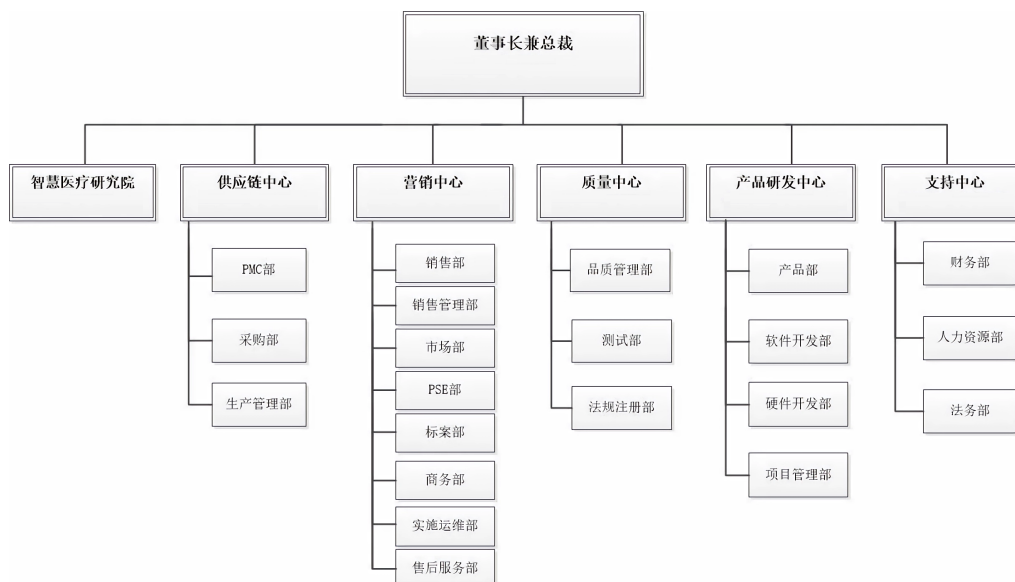 董事长兼总裁
智慧医疗研究院
供应链中心
营销中心
质量中心
产品研发中心
支持中心
PMC部
采购部
生产管理部
销售部
销售管理部
市场部
PSE部
标案部
商务部
实施运维部
售后服务部
品质管理部
测试部
法规注册部
产品部
软件开发部
硬件开发部
项目管理部
财务部
人力资源部
法务部